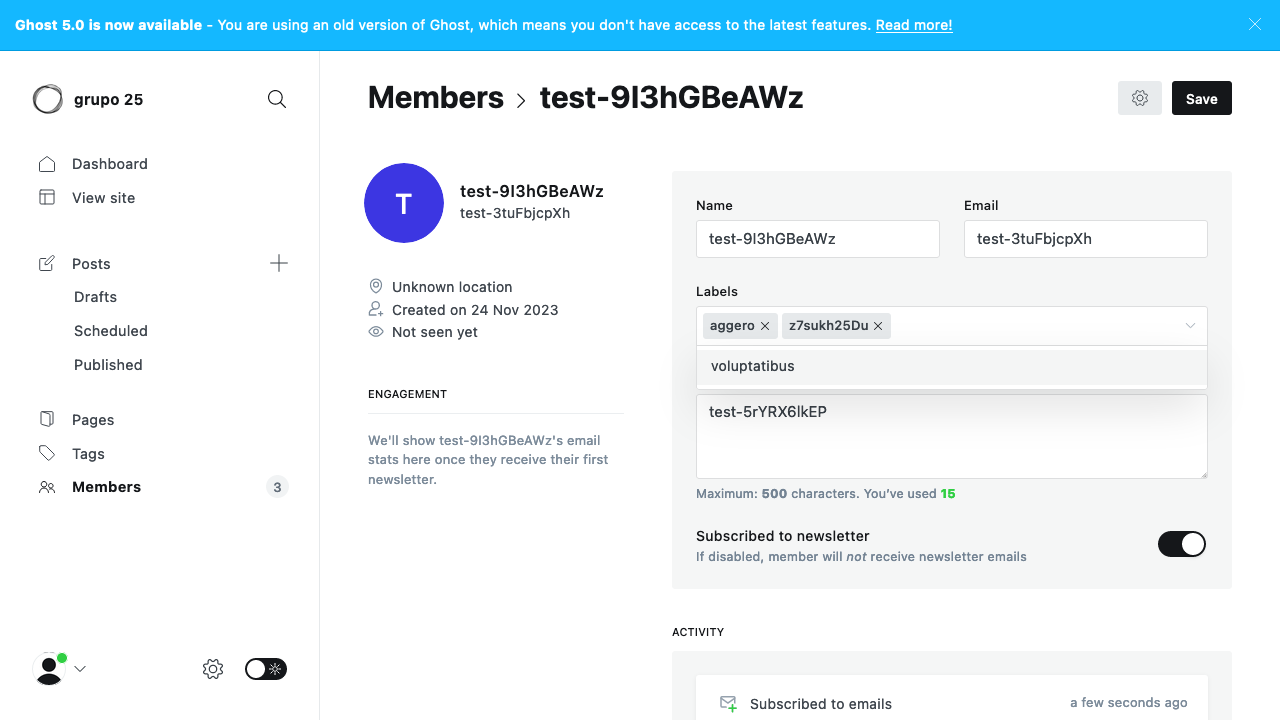 Ghost 5.0 is now available - You are using an old version of Ghost, which means you don't have access to the latest features. Read more!
grupo 25
Dashboard
View site
Posts
Drafts
Scheduled
Published
Pages
Tags
Members 3
Members > test-9I3hGBeAWz
Save
T
test-9I3hGBeAWz
test-3tuFbjcpXh
Unknown location
Created on 24 Nov 2023
Not seen yet
ENGAGEMENT
We'll show test-9I3hGBeAWz's email
stats here once they receive their first
newsletter.
Name
test-9I3hGBeAWz
Email
test-3tuFbjcpXh
Labels
aggero
z7sukh25Du
voluptatibus
test-5rYRX6lkEP
Maximum: 500 characters. You've used 15
Subscribed to newsletter
If disabled, member will not receive newsletter emails
ACTIVITY
Subscribed to emails
a few seconds ago